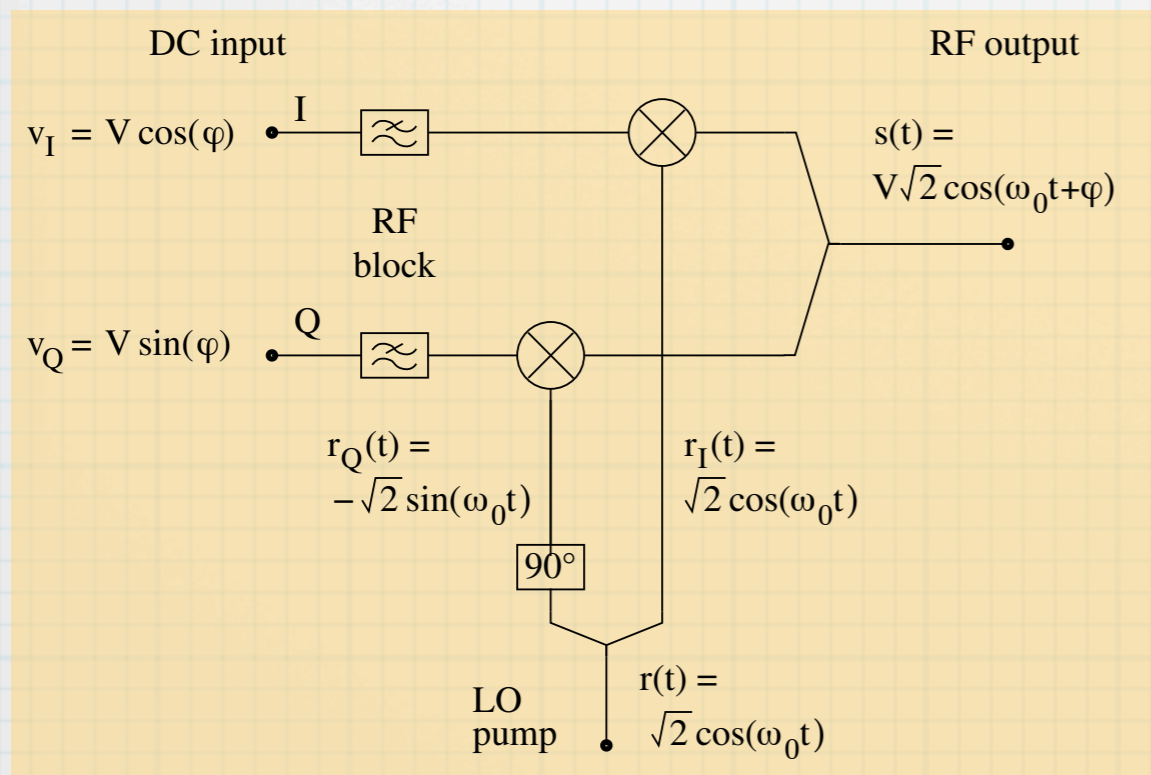 DC input
RF output
I
v_I = V cos(φ)
s(t) =
V√2 cos(ω_0t+φ)
RF
block
Q
v_Q = V sin(φ)
r_Q(t) =
−√2 sin(ω_0t)
r_I(t) =
√2 cos(ω_0t)
90°
LO
pump
r(t) =
√2 cos(ω_0t)